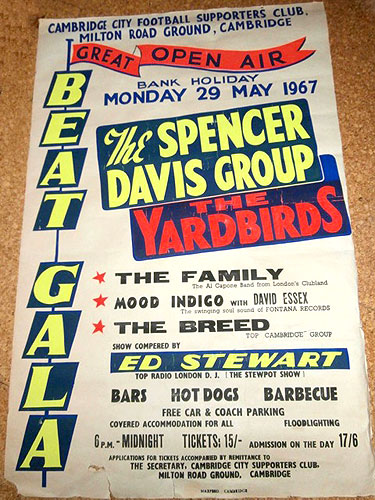 CAMBRIDGE CITY FOOTBALL SUPPORTERS' CLUB,
MILTON ROAD GROUND, CAMBRIDGE
GREAT OPEN AIR
BANK HOLIDAY
MONDAY 29 MAY 1967
BEAT GALA
The SPENCER
DAVIS GROUP
THE
YARDBIRDS
★ THE FAMILY
The Al Capone Band from London's Clubland
★ MOOD INDIGO WITH DAVID ESSEX
The swinging soul sound of FONTANA RECORDS
★ THE BREED
TOP CAMBRIDGE GROUP
SHOW COMPERED BY
ED STEWART
TOP RADIO LONDON D. J. (THE STEWPOT SHOW)
BARS HOT DOGS BARBECUE
FREE CAR & COACH PARKING
COVERED ACCOMMODATION FOR ALL FLOODLIGHTING
6 P.M.-MIDNIGHT TICKETS: 15/- ADMISSION ON THE DAY 17/6
APPLICATIONS FOR TICKETS ACCOMPANIED BY REMITTANCE TO
THE SECRETARY, CAMBRIDGE CITY SUPPORTERS CLUB,
MILTON ROAD GROUND, CAMBRIDGE